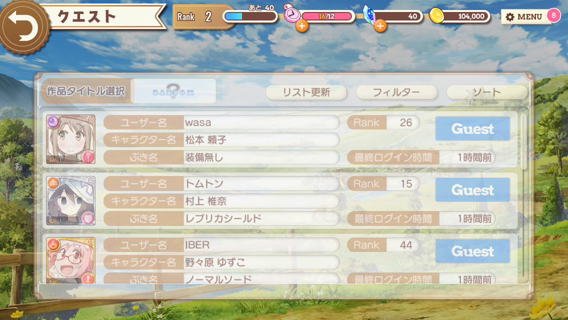 クエスト
Rank 2
あと 40
16/12
40
104,000
MENU 8
作品タイトル選択
リスト更新
フィルター
ソート
ユーザー名 wasa Rank 26
キャラクター名 松本 頼子
Guest
ぶき名 装備無し 最終ログイン時間 1時間前
ユーザー名 トムトン Rank 15
キャラクター名 村上 椎奈
Guest
ぶき名 レプリカシールド 最終ログイン時間 1時間前
ユーザー名 IBER Rank 44
キャラクター名 野々原 ゆずこ
Guest
ぶき名 ノーマルソード 最終ログイン時間 1時間前